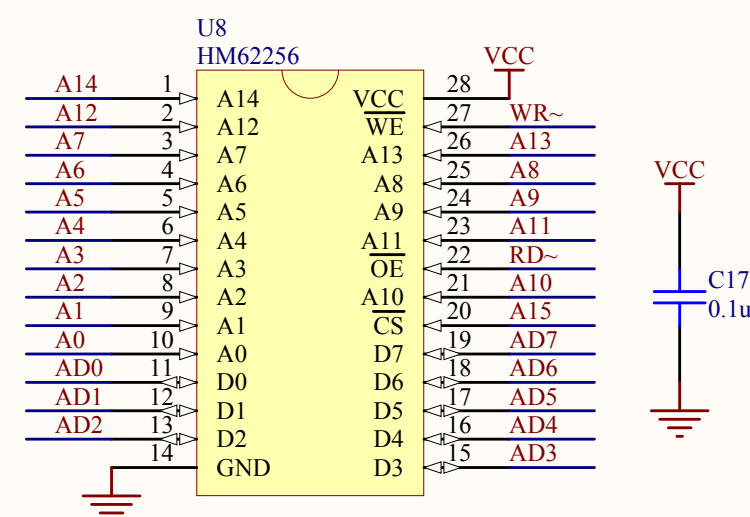 U8
HM62256
VCC
A14 1 A14 VCC 28
A12 2 A12 WE 27 WR~
A7 3 A7 A13 26 A13
A6 4 A6 A8 25 A8
A5 5 A5 A9 24 A9
A4 6 A4 A11 23 A11
A3 7 A3 OE 22 RD~
A2 8 A2 A10 21 A10
A1 9 A1 CS 20 A15
A0 10 A0 D7 19 AD7
AD0 11 D0 D6 18 AD6
AD1 12 D1 D5 17 AD5
AD2 13 D2 D4 16 AD4
14 GND D3 15 AD3
VCC
C17
0.1u